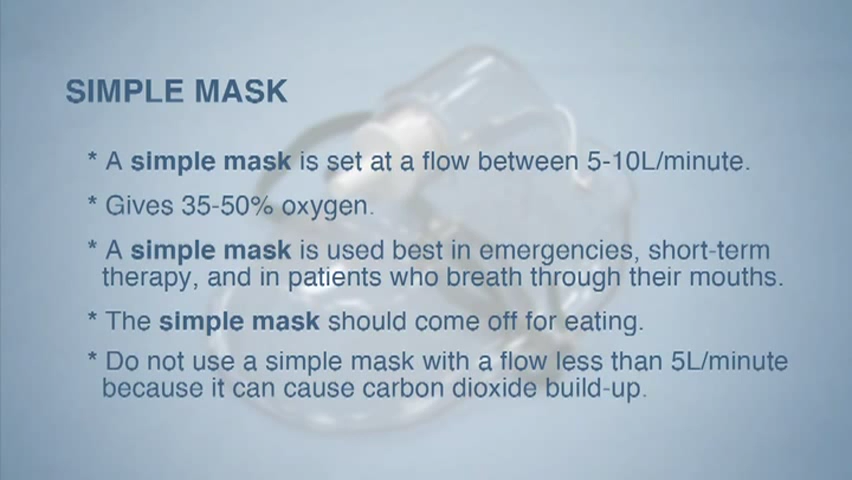 SIMPLE MASK
* A simple mask is set at a flow between 5-10L/minute.
* Gives 35-50% oxygen.
* A simple mask is used best in emergencies, short-term
therapy, and in patients who breath through their mouths.
* The simple mask should come off for eating.
* Do not use a simple mask with a flow less than 5L/minute
because it can cause carbon dioxide build-up.